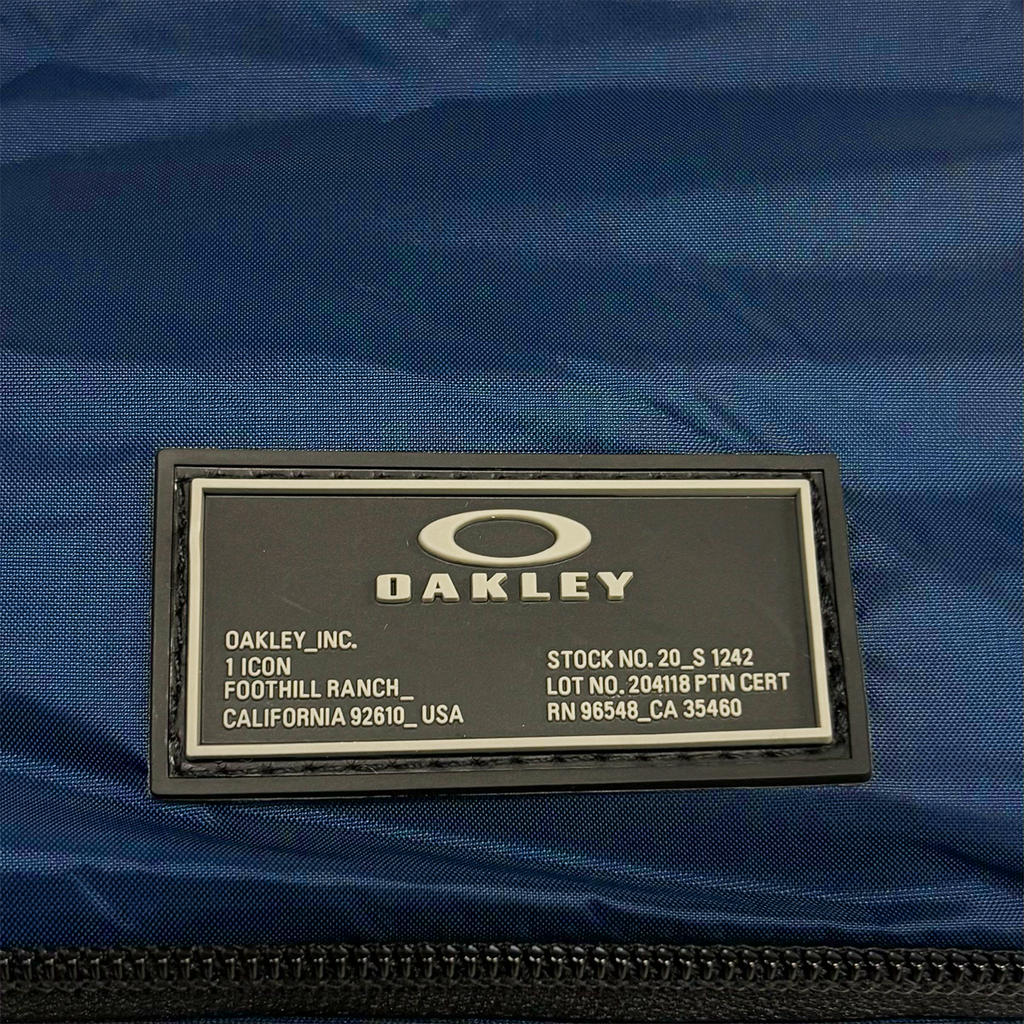 OAKLEY
OAKLEY_INC.
1 ICON
FOOTHILL RANCH_
CALIFORNIA 92610_ USA
STOCK NO. 20_S 1242
LOT NO. 204118 PTN CERT
RN 96548_CA 35460